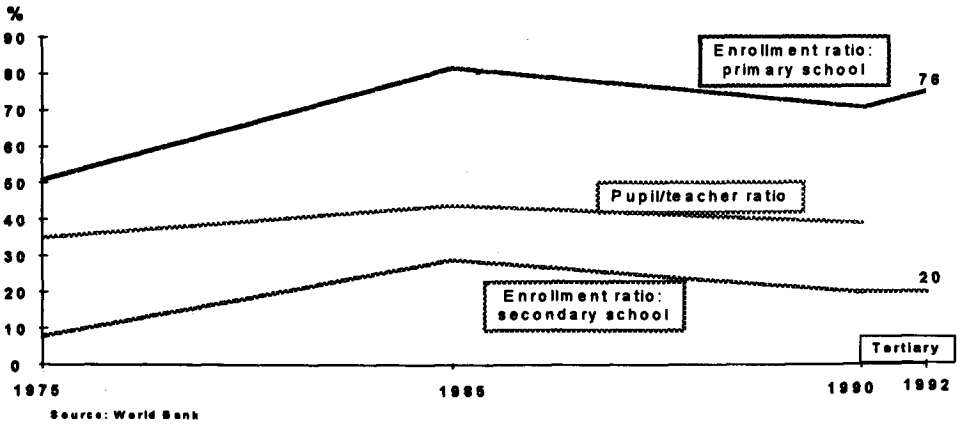 %
90
80
70
60
50
40
30
20
10
0
Enrollment ratio:
primary school
76
Pupil/teacher ratio
20
Enrollment ratio:
secondary school
Tertiary
1975
1985
1990
1992
Source: World Bank